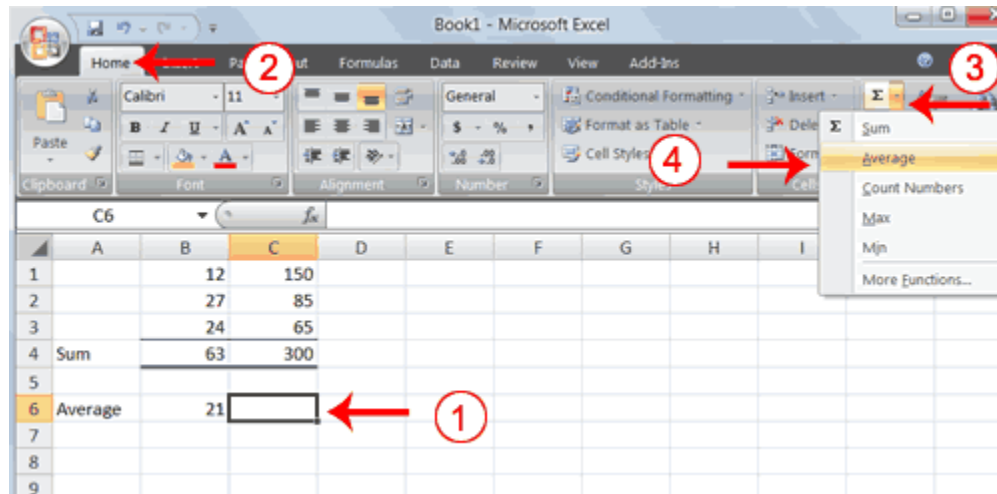 Book1 - Microsoft Excel
Home Formulas Data Review View Add-Ins
2
3
Calibri 11 General Conditional Formatting Insert Σ
Paste B I U A A $ % , Format as Table Dele Σ Sum
Cell Styles 4 Average
Clipboard Font Alignment Number Styles Cells Count Numbers
C6 fx Max
A B C D E F G H I Min
1 12 150 More Functions...
2 27 85
3 24 65
4 Sum 63 300
5
6 Average 21
1
7
8
9